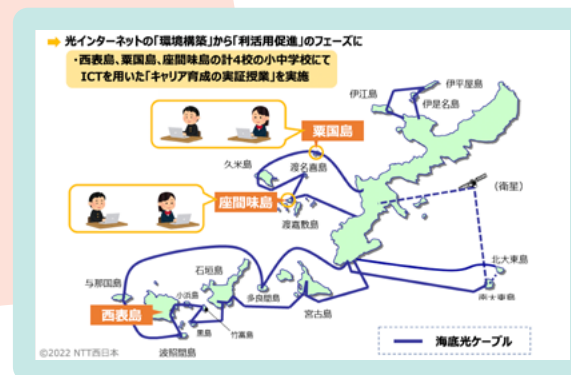 光インターネットの「環境構築」から「利活用促進」のフェーズに
・西表島、粟国島、座間味島の計4校の小中学校にて
ICTを用いた「キャリア育成の実証授業」を実施
伊平屋島
伊江島
伊是名島
粟国島
久米島
渡名喜島
(衛星)
座間味島
渡嘉敷島
北大東島
石垣島
与那国島
小浜島
多良間島
南大東島
西表島
宮古島
黒島
竹富島
波照間島
海底光ケーブル
©2022 NTT西日本